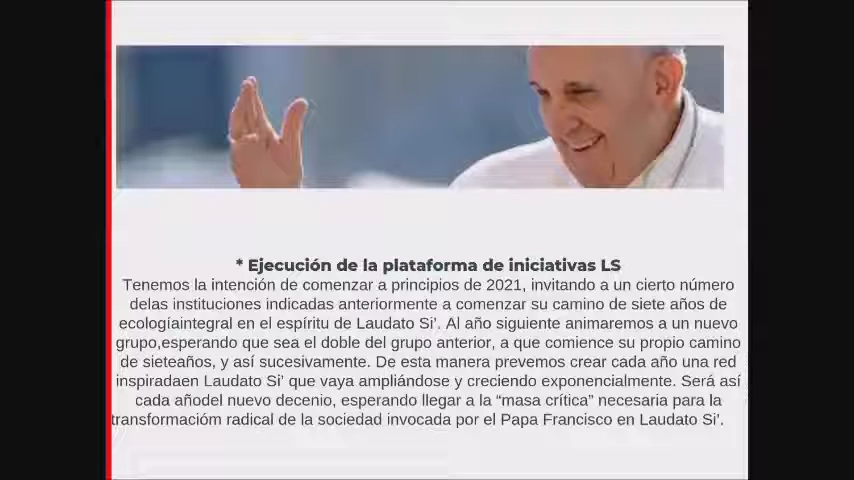 * Ejecución de la plataforma de iniciativas LS
Tenemos la intención de comenzar a principios de 2021, invitando a un cierto número
delas instituciones indicadas anteriormente a comenzar su camino de siete años de
ecologíaintegral en el espíritu de Laudato Si’. Al año siguiente animaremos a un nuevo
grupo,esperando que sea el doble del grupo anterior, a que comience su propio camino
de sieteaños, y así sucesivamente. De esta manera prevemos crear cada año una red
inspiradaen Laudato Si’ que vaya ampliándose y creciendo exponencialmente. Será así
cada añodel nuevo decenio, esperando llegar a la “masa crítica” necesaria para la
transformacióm radical de la sociedad invocada por el Papa Francisco en Laudato Si’.